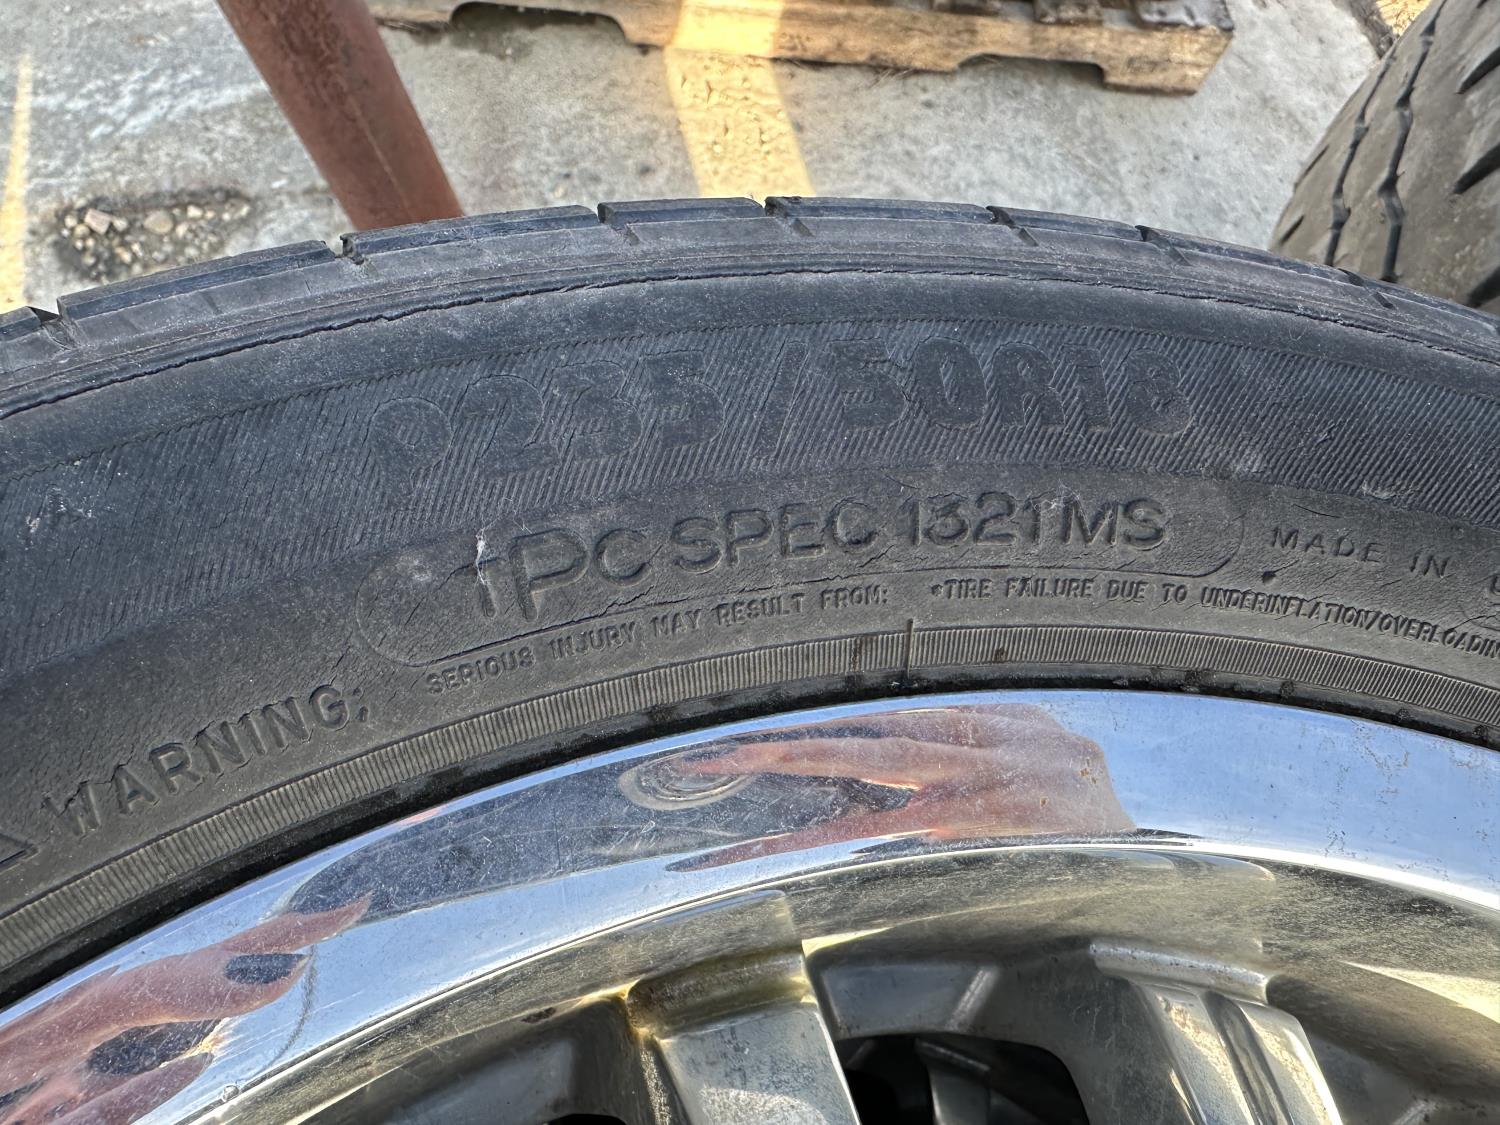 P235/50R18
TPC SPEC 1321MS
MADE IN
WARNING:
SERIOUS INJURY MAY RESULT FROM: •TIRE FAILURE DUE TO UNDERINFLATION/OVERLOADIN